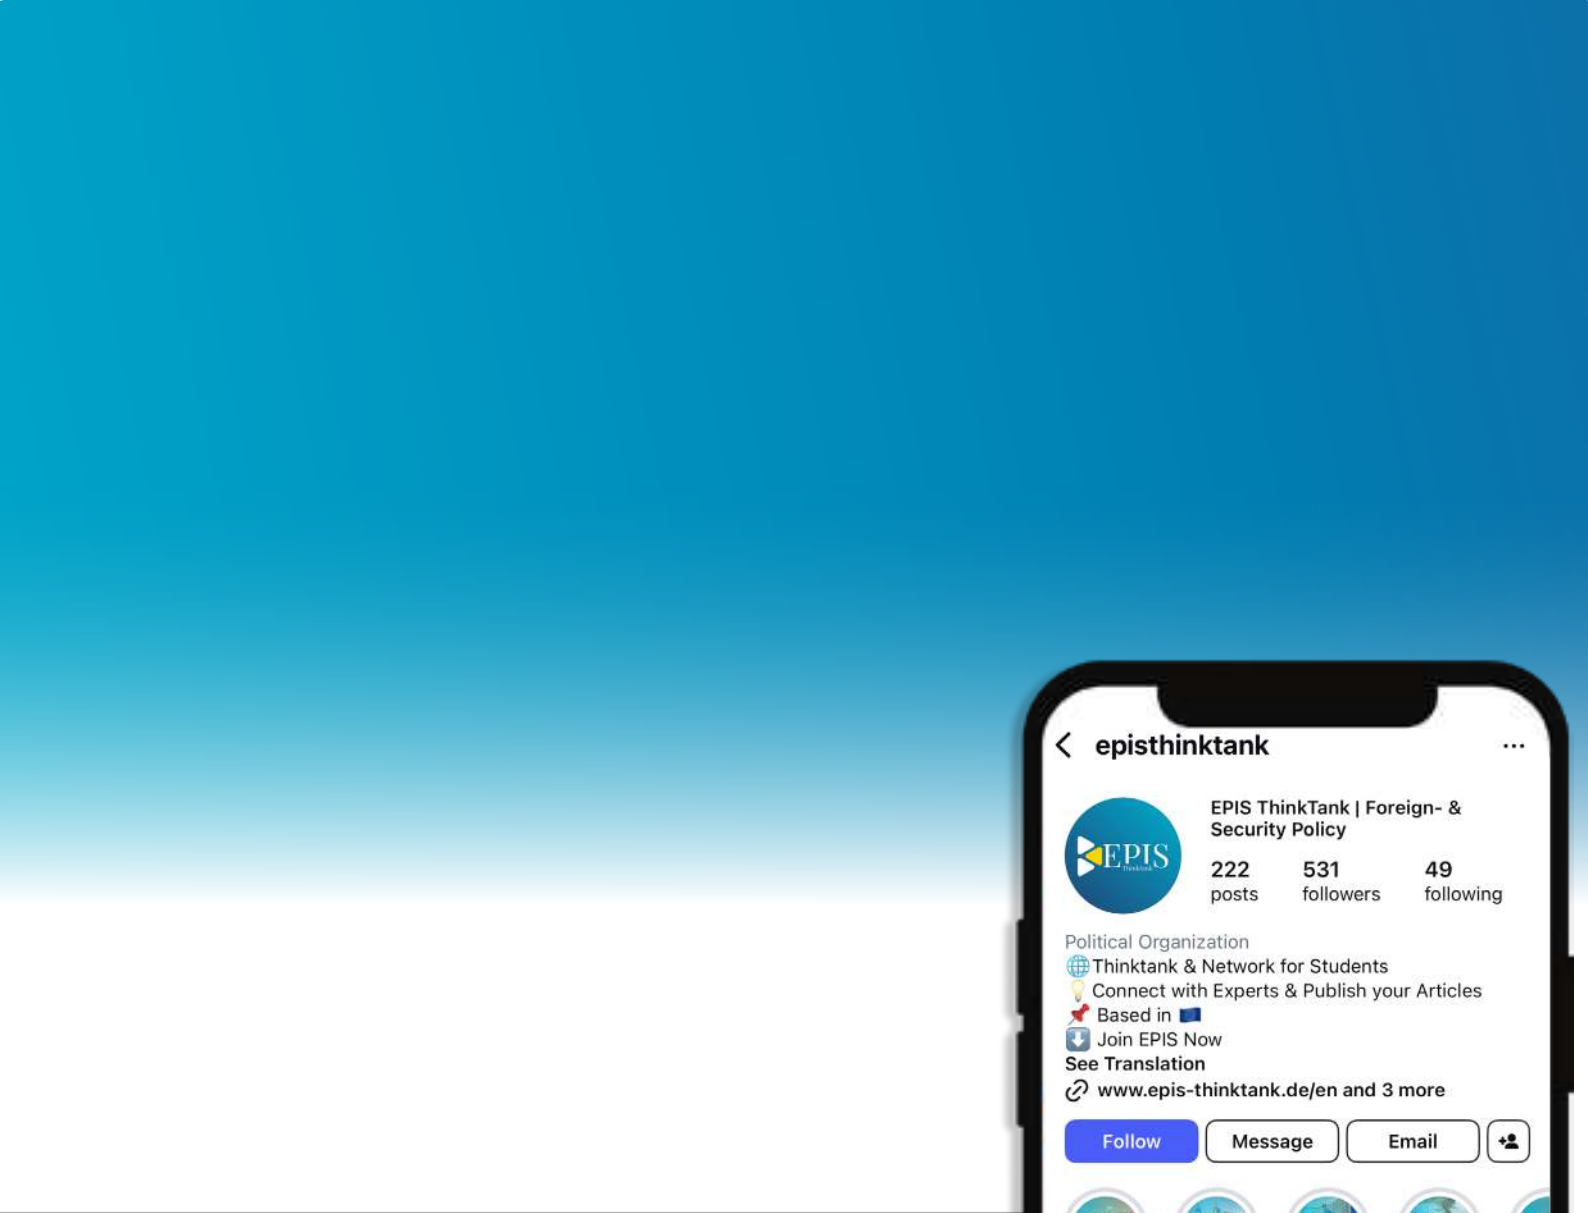 episthinktank
EPIS ThinkTank | Foreign- &
Security Policy
EPIS
Thinktank
222 531 49
posts followers following
Political Organization
Thinktank & Network for Students
Connect with Experts & Publish your Articles
Based in
Join EPIS Now
See Translation
www.epis-thinktank.de/en and 3 more
Follow Message Email